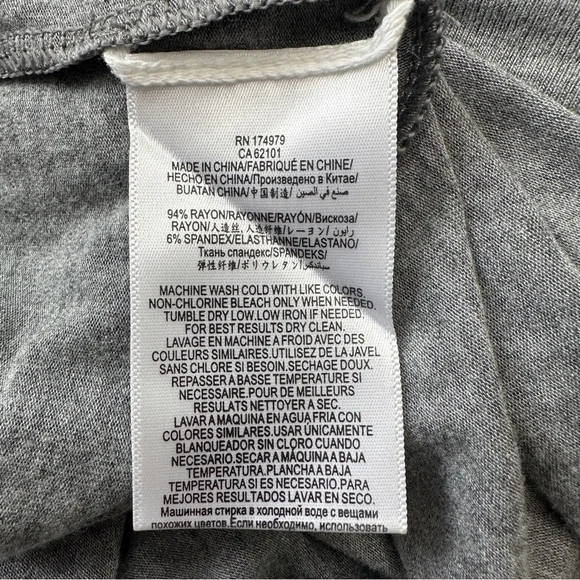 RN 174979
CA 62101
MADE IN CHINA/FABRIQUÉ EN CHINE/
HECHO EN CHINA/Произведено в Китае/
BUATAN CHINA/中国制造/ صنع في الصين/
94% RAYON/RAYONNE/RAYÓN/Вискоза/
RAYON/人造丝, 人造纤维/レーヨン/ رايون/
6% SPANDEX/ELASTHANNE/ELASTANO/
Ткань спандекс/SPANDEKS/
弹性纤维/ポリウレタン/سباندكس
MACHINE WASH COLD WITH LIKE COLORS.
NON-CHLORINE BLEACH ONLY WHEN NEEDED.
TUMBLE DRY LOW.LOW IRON IF NEEDED.
FOR BEST RESULTS DRY CLEAN.
LAVAGE EN MACHINE A FROID AVEC DES
COULEURS SIMILAIRES.UTILISEZ DE LA JAVEL
SANS CHLORE SI BESOIN.SECHAGE DOUX.
REPASSER A BASSE TEMPERATURE SI
NECESSAIRE.POUR DE MEILLEURS
RESULATS NETTOYER A SEC.
LAVAR A MAQUINA EN AGUA FRIA CON
COLORES SIMILARES.USAR ÚNICAMENTE
BLANQUEADOR SIN CLORO CUANDO
NECESARIO.SECAR A MÁQUINA A BAJA
TEMPERATURA.PLANCHA A BAJA
TEMPERATURA SI ES NECESARIO.PARA
MEJORES RESULTADOS LAVAR EN SECO.
Машинная стирка в холодной воде с вещами
похожих цветов.Если необходимо, использовать